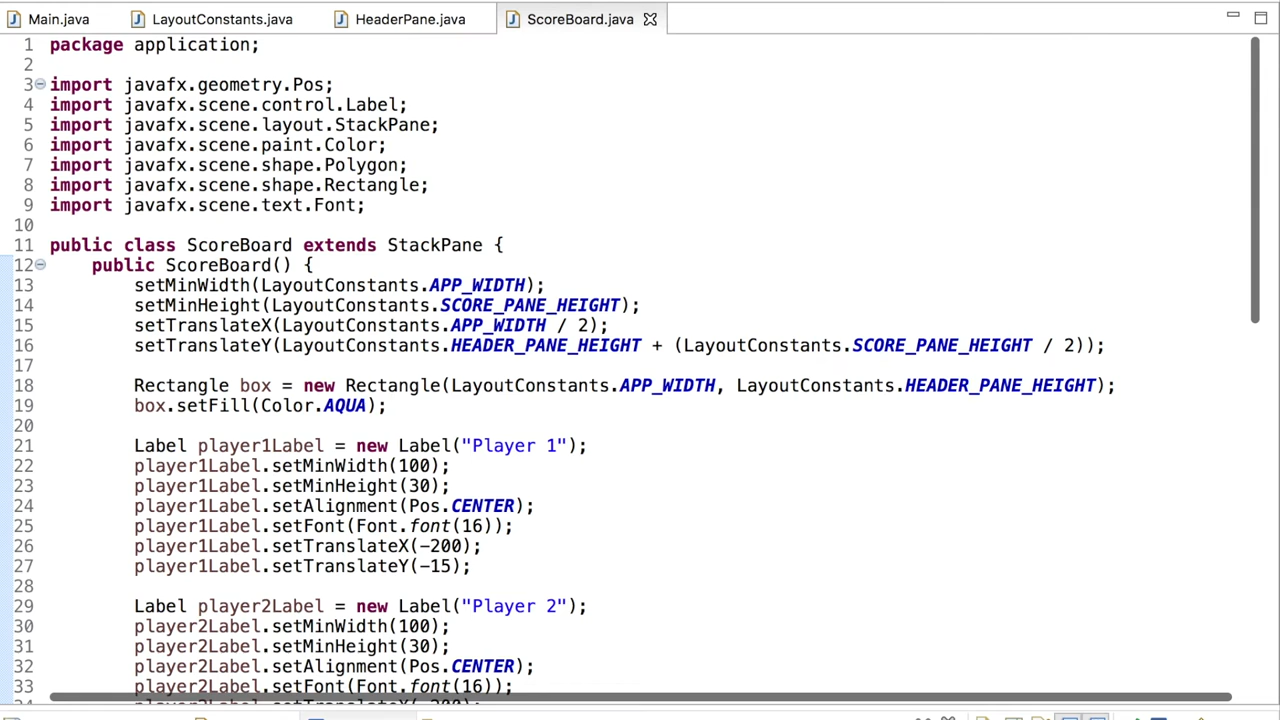 Main.java LayoutConstants.java HeaderPane.java ScoreBoard.java
1 package application;
2
3 import javafx.geometry.Pos;
4 import javafx.scene.control.Label;
5 import javafx.scene.layout.StackPane;
6 import javafx.scene.paint.Color;
7 import javafx.scene.shape.Polygon;
8 import javafx.scene.shape.Rectangle;
9 import javafx.scene.text.Font;
10
11 public class ScoreBoard extends StackPane {
12 public ScoreBoard() {
13 setMinWidth(LayoutConstants.APP_WIDTH);
14 setMinHeight(LayoutConstants.SCORE_PANE_HEIGHT);
15 setTranslateX(LayoutConstants.APP_WIDTH / 2);
16 setTranslateY(LayoutConstants.HEADER_PANE_HEIGHT + (LayoutConstants.SCORE_PANE_HEIGHT / 2));
17
18 Rectangle box = new Rectangle(LayoutConstants.APP_WIDTH, LayoutConstants.HEADER_PANE_HEIGHT);
19 box.setFill(Color.AQUA);
20
21 Label player1Label = new Label("Player 1");
22 player1Label.setMinWidth(100);
23 player1Label.setMinHeight(30);
24 player1Label.setAlignment(Pos.CENTER);
25 player1Label.setFont(Font.font(16));
26 player1Label.setTranslateX(-200);
27 player1Label.setTranslateY(-15);
28
29 Label player2Label = new Label("Player 2");
30 player2Label.setMinWidth(100);
31 player2Label.setMinHeight(30);
32 player2Label.setAlignment(Pos.CENTER);
33 player2Label.setFont(Font.font(16));